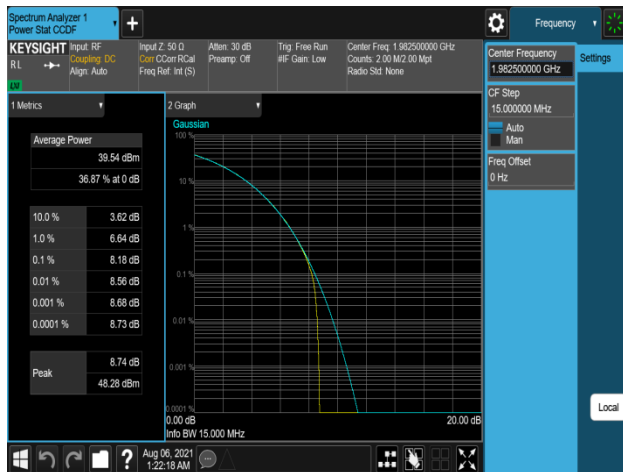 Spectrum Analyzer 1
Power Stat CCDF
Frequency
KEYSIGHT
RL
Input: RF
Coupling: DC
Align: Auto
Input Z: 50 Ω
Corr CCorr RCal
Freq Ref: Int (S)
Atten: 30 dB
Preamp: Off
Trig: Free Run
#IF Gain: Low
Center Freq: 1.982500000 GHz
Counts: 2.00 M/2.00 Mpt
Radio Std: None
LXI
Center Frequency
1.982500000 GHz
Settings
CF Step
15.000000 MHz
Auto
Man
Freq Offset
0 Hz
1 Metrics
Average Power
39.54 dBm
36.87 % at 0 dB
10.0 % 3.62 dB
1.0 % 6.64 dB
0.1 % 8.18 dB
0.01 % 8.56 dB
0.001 % 8.68 dB
0.0001 % 8.73 dB
Peak
8.74 dB
48.28 dBm
2 Graph
Gaussian
100 %
10 %
1 %
0.1 %
0.01 %
0.001 %
0.0001 %
0.00 dB 20.00 dB
Info BW 15.000 MHz
Local
?
Aug 06, 2021
1:22:18 AM